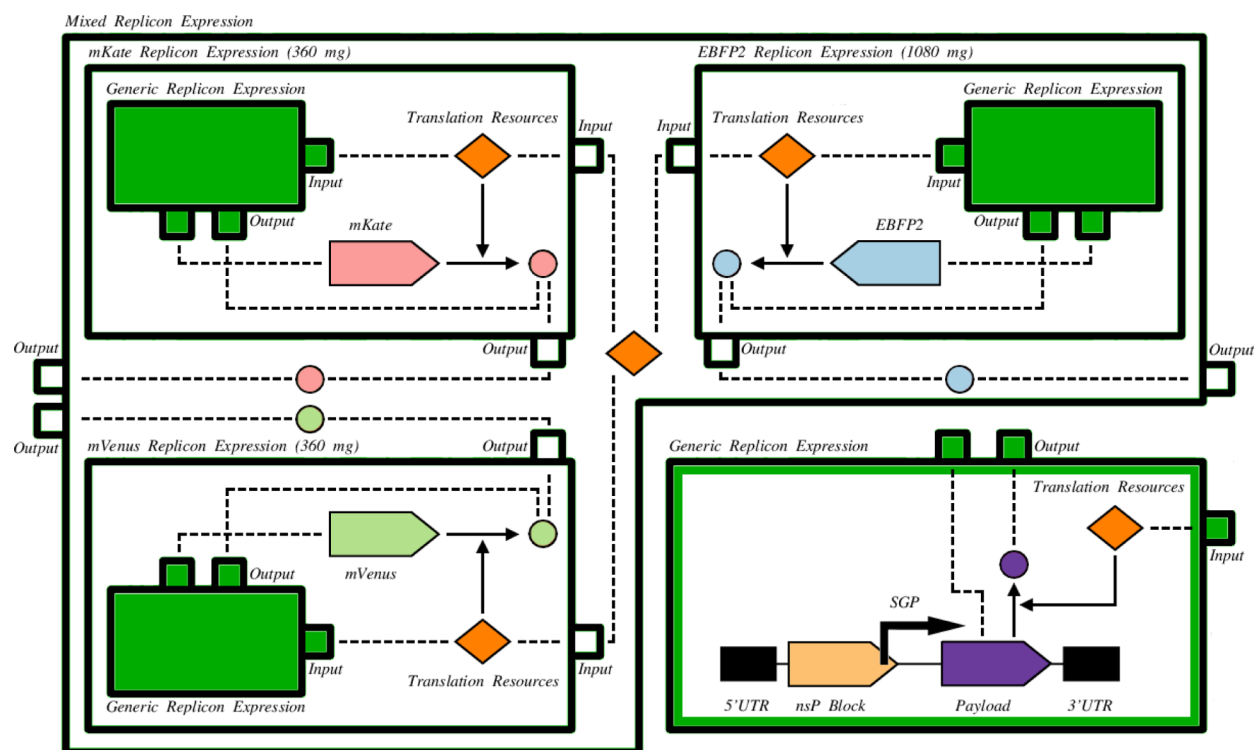 Mixed Replicon Expression
mKate Replicon Expression (360 mg)
Generic Replicon Expression
Translation Resources
Input
Input
Output
mKate
Output
EBFP2 Replicon Expression (1080 mg)
Generic Replicon Expression
Translation Resources
Input
Input
Output
EBFP2
Output
Output
Output
Output
mVenus Replicon Expression (360 mg)
Output
Output
mVenus
Input
Input
Translation Resources
Generic Replicon Expression
Generic Replicon Expression
Output
Translation Resources
Input
SGP
5'UTR
nsP Block
Payload
3'UTR